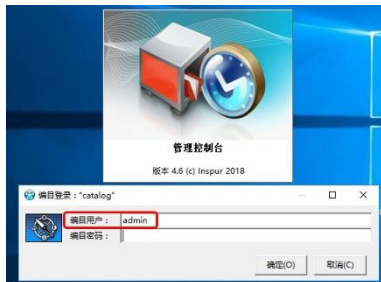 管理控制台
版本 4.6 (c) Inspur 2018
编目登录："catalog"
编目用户： admin
编目密码：
确定(O) 取消(C)